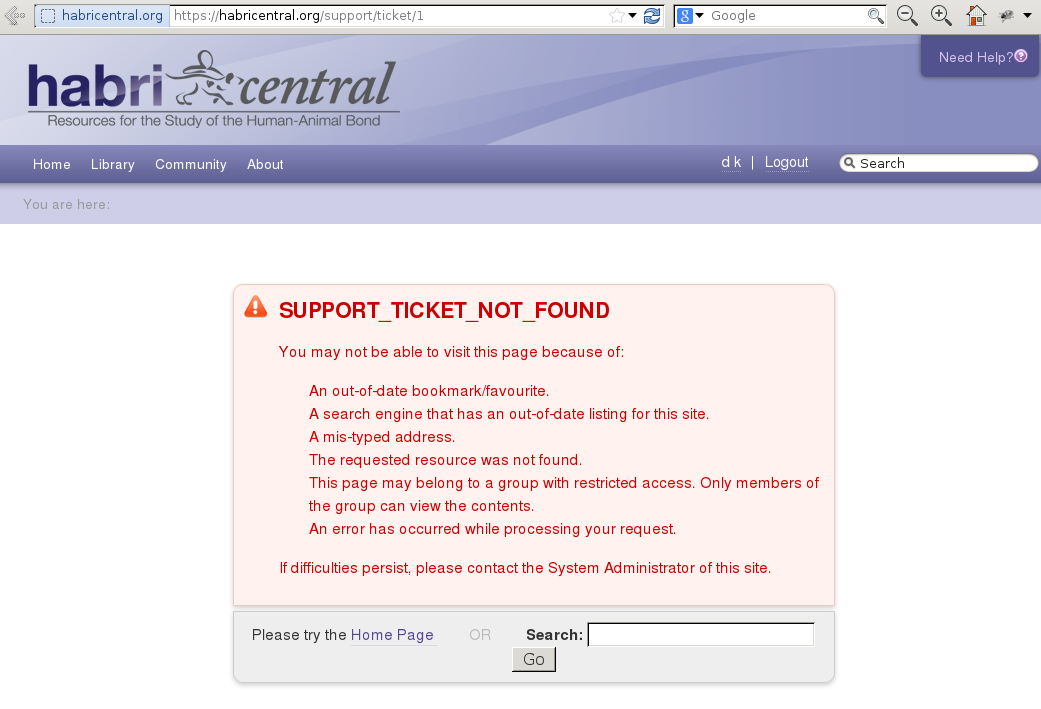 habricentral.org https://habricentral.org/support/ticket/1 8 Google
Need Help?
habri central
Resources for the Study of the Human-Animal Bond
Home Library Community About d k | Logout Search
You are here:
SUPPORT_TICKET_NOT_FOUND
You may not be able to visit this page because of:
An out-of-date bookmark/favourite.
A search engine that has an out-of-date listing for this site.
A mis-typed address.
The requested resource was not found.
This page may belong to a group with restricted access. Only members of
the group can view the contents.
An error has occurred while processing your request.
If difficulties persist, please contact the System Administrator of this site.
Please try the Home Page OR Search:
Go